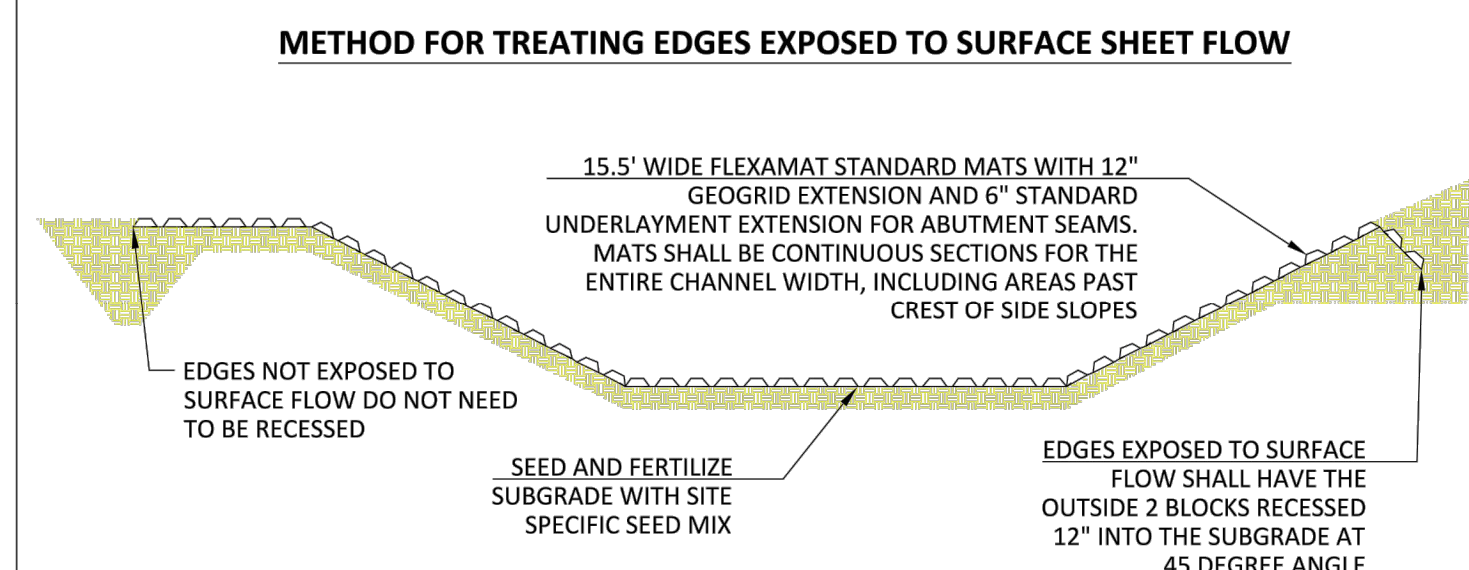 METHOD FOR TREATING EDGES EXPOSED TO SURFACE SHEET FLOW
15.5' WIDE FLEXAMAT STANDARD MATS WITH 12"
GEOGRID EXTENSION AND 6" STANDARD
UNDERLAYMENT EXTENSION FOR ABUTMENT SEAMS.
MATS SHALL BE CONTINUOUS SECTIONS FOR THE
ENTIRE CHANNEL WIDTH, INCLUDING AREAS PAST
CREST OF SIDE SLOPES
EDGES NOT EXPOSED TO
SURFACE FLOW DO NOT NEED
TO BE RECESSED
SEED AND FERTILIZE
SUBGRADE WITH SITE
SPECIFIC SEED MIX
EDGES EXPOSED TO SURFACE
FLOW SHALL HAVE THE
OUTSIDE 2 BLOCKS RECESSED
12" INTO THE SUBGRADE AT
45 DEGREE ANGLE